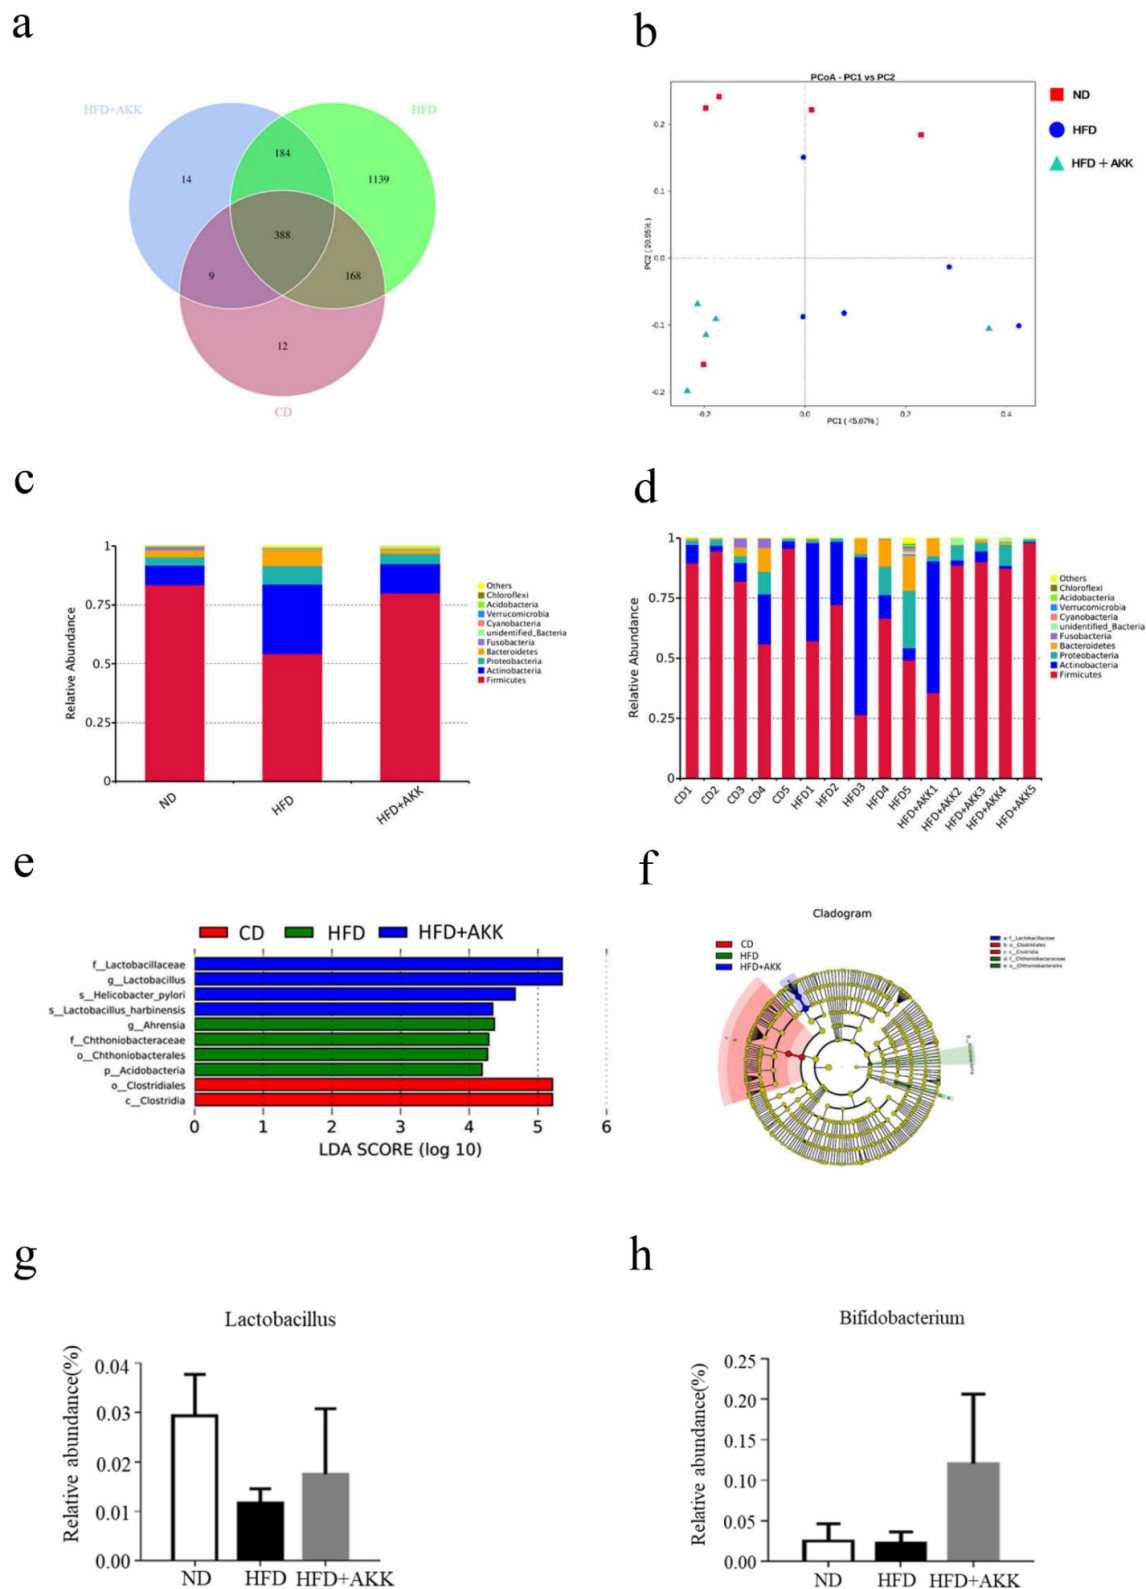 a
HFD+AKK
HFD
184
14
1139
388
9
168
12
CD
b
PCoA - PC1 vs PC2
ND
HFD
HFD + AKK
0.2
0.1
0.0
-0.1
-0.2
-0.2
0.0
0.2
0.4
PC1 ( 45.07% )
c
Relative Abundance
1
0.75
0.5
0.25
0
ND
HFD
HFD+AKK
Others
Chloroflexi
Acidobacteria
Verrucomicrobia
Cyanobacteria
unidentified_Bacteria
Fusobacteria
Bacteroidetes
Proteobacteria
Actinobacteria
Firmicutes
d
Relative Abundance
1
0.75
0.5
0.25
0
CD1
CD2
CD3
CD4
CD5
HFD1
HFD2
HFD3
HFD4
HFD5
HFD+AKK1
HFD+AKK2
HFD+AKK3
HFD+AKK4
HFD+AKK5
Others
Chloroflexi
Acidobacteria
Verrucomicrobia
Cyanobacteria
unidentified_Bacteria
Fusobacteria
Bacteroidetes
Proteobacteria
Actinobacteria
Firmicutes
e
CD HFD HFD+AKK
f__Lactobacillaceae
g__Lactobacillus
s__Helicobacter_pylori
s__Lactobacillus_harbinensis
g__Ahrensia
f__Chthoniobacteraceae
o__Chthoniobacterales
p__Acidobacteria
o__Clostridiales
c__Clostridia
0 1 2 3 4 5 6
LDA SCORE (log 10)
f
Cladogram
CD
HFD
HFD+AKK
a: f__Lactobacillaceae
b: o__Clostridiales
c: c__Clostridia
d: f__Chthoniobacteraceae
e: o__Chthoniobacterales
g
Lactobacillus
Relative abundance(%)
0.04
0.03
0.02
0.01
0.00
ND HFD HFD+AKK
h
Bifidobacterium
Relative abundance(%)
0.25
0.20
0.15
0.10
0.05
0.00
ND HFD HFD+AKK